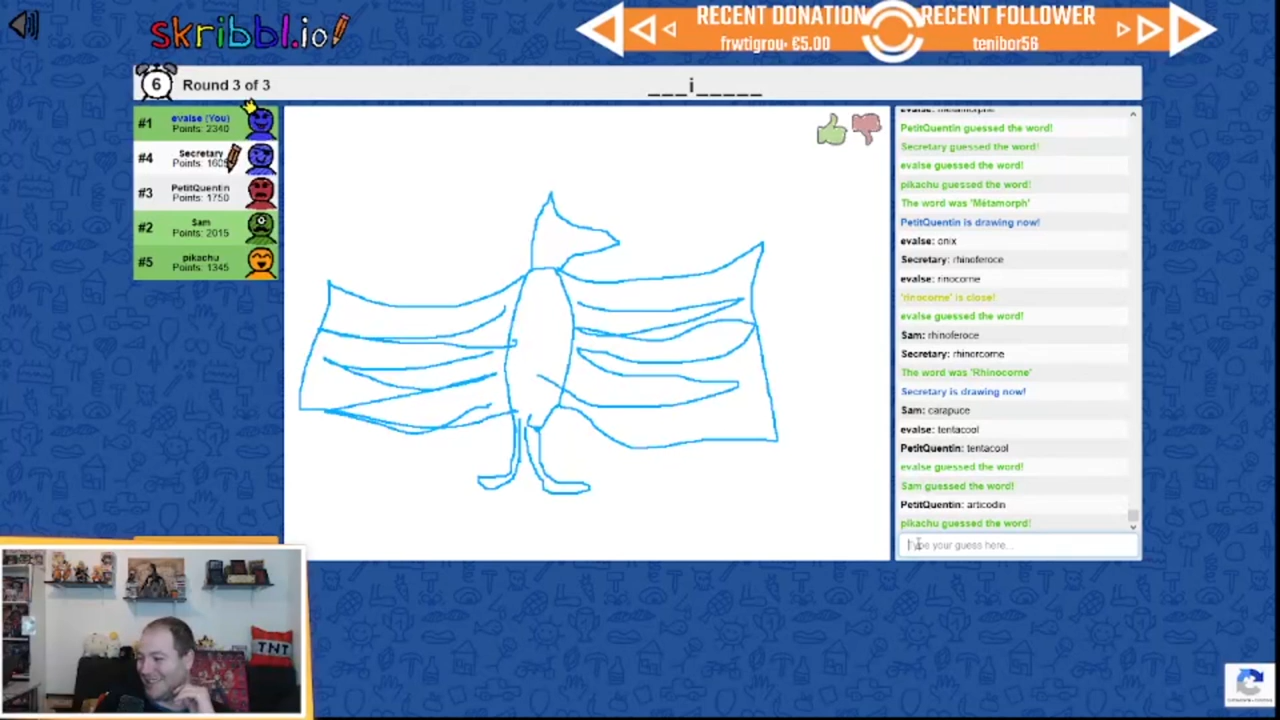 skribbl.io
RECENT DONATION
frwtigrou• €5.00
RECENT FOLLOWER
tenibor56
6
Round 3 of 3
___i_____
#1
evalse (You)
Points: 2340
#4
Secretary
#3
PetitQuentin
Points: 1750
#2
Sam
Points: 2015
#5
pikachu
Points: 1345
PetitQuentin guessed the word!
Secretary guessed the word!
evalse guessed the word!
pikachu guessed the word!
The word was 'Métamorph'
PetitQuentin is drawing now!
evalse: onix
Secretary: rhinoferoce
evalse: rinocorne
'rinocorne' is close!
evalse guessed the word!
Sam: rhinoferoce
Secretary: rhinorcorne
The word was 'Rhinocorne'
Secretary is drawing now!
Sam: carapuce
evalse: tentacool
PetitQuentin: tentacool
evalse guessed the word!
Sam guessed the word!
PetitQuentin: articodin
pikachu guessed the word!
Type your guess here...
TNT